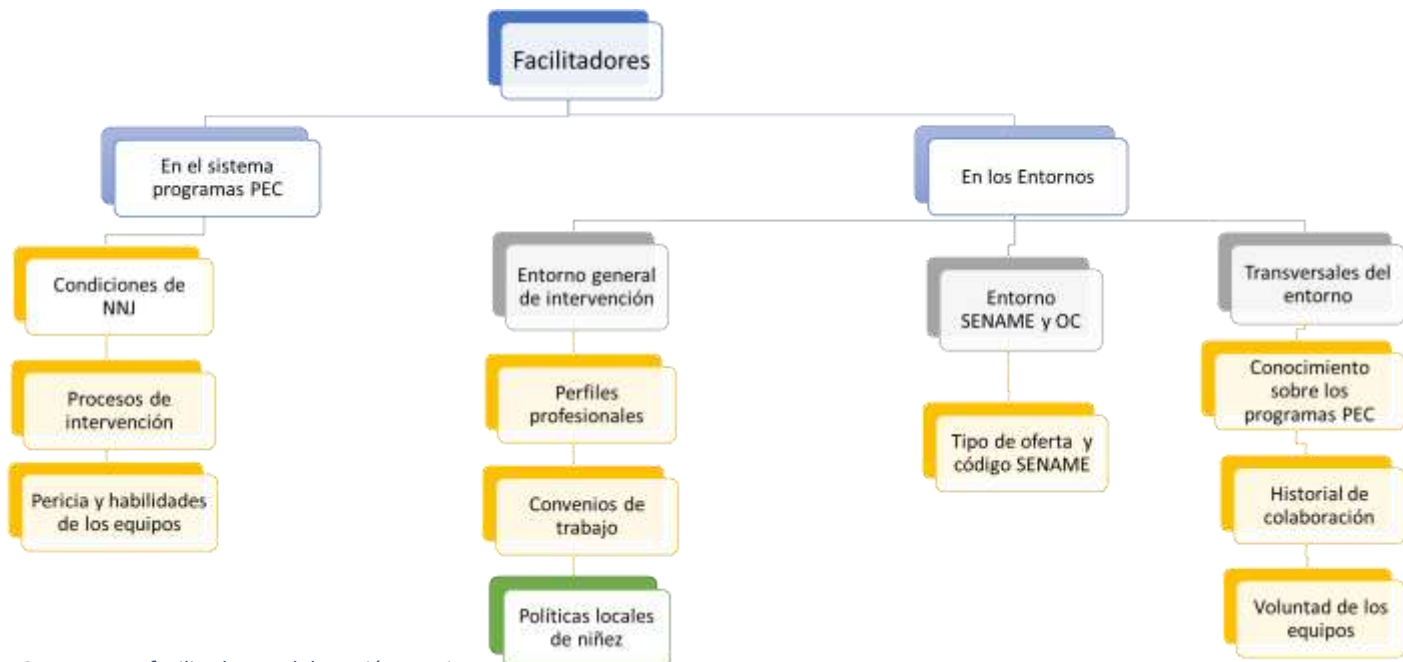 Facilitadores
En el sistema
programas PEC
En los Entornos
Condiciones de
NNJ
Procesos de
intervención
Pericia y habilidades
de los equipos
Entorno general
de intervención
Perfiles
profesionales
Convenios de
trabajo
Políticas locales
de niñez
Entorno
SENAME y OC
Tipo de oferta y
código SENAME
Transversales del
entorno
Conocimiento
sobre los
programas PEC
Historial de
colaboración
Voluntad de los
equipos